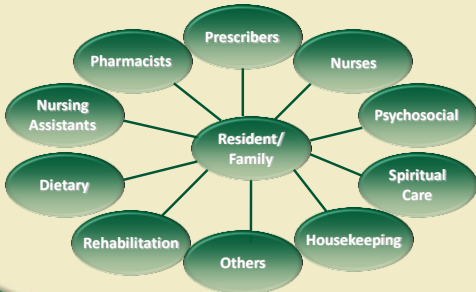 Prescribers
Pharmacists
Nurses
Nursing
Assistants
Psychosocial
Resident/
Family
Dietary
Spiritual
Care
Rehabilitation
Housekeeping
Others